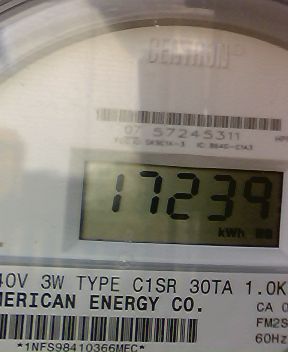 CENTRON
07 57245311
17239
kWh
40V 3W TYPE C1SR 30TA 1.0K
MERICAN ENERGY CO.
CA 0
FM2S
60Hz
*1NFS98410366MEC*